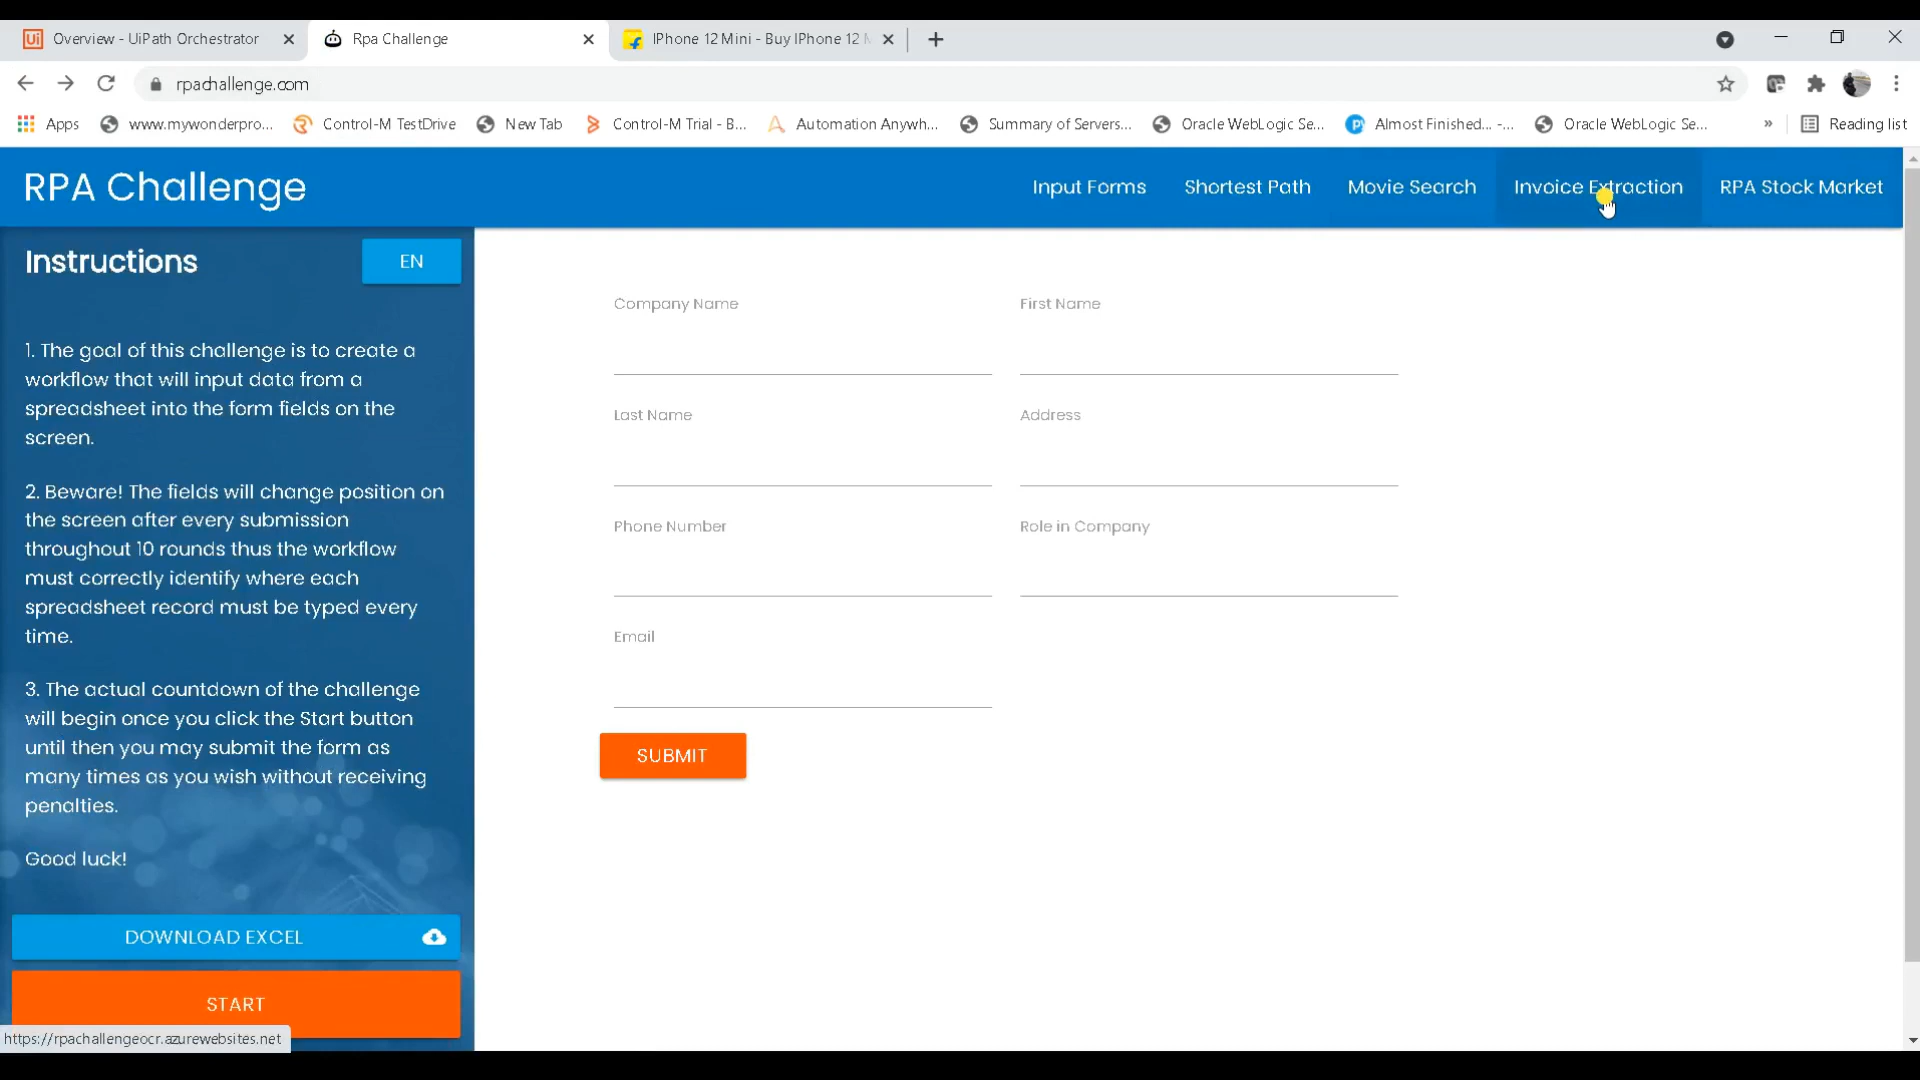 Overview - UiPath Orchestrator
Rpa Challenge
IPhone 12 Mini - Buy IPhone 12 M
rpachallenge.com
Apps
www.mywonderpro...
Control-M TestDrive
New Tab
Control-M Trial - B...
Automation Anywh...
Summary of Servers...
Oracle WebLogic Se...
Almost Finished... -...
Oracle WebLogic Se...
»
Reading list
RPA Challenge
Input Forms
Shortest Path
Movie Search
Invoice Extraction
RPA Stock Market
Instructions
EN
1. The goal of this challenge is to create a
workflow that will input data from a
spreadsheet into the form fields on the
screen.
2. Beware! The fields will change position on
the screen after every submission
throughout 10 rounds thus the workflow
must correctly identify where each
spreadsheet record must be typed every
time.
3. The actual countdown of the challenge
will begin once you click the Start button
until then you may submit the form as
many times as you wish without receiving
penalties.
Good luck!
DOWNLOAD EXCEL
START
https://rpachallengeocr.azurewebsites.net
Company Name
First Name
Last Name
Address
Phone Number
Role in Company
Email
SUBMIT